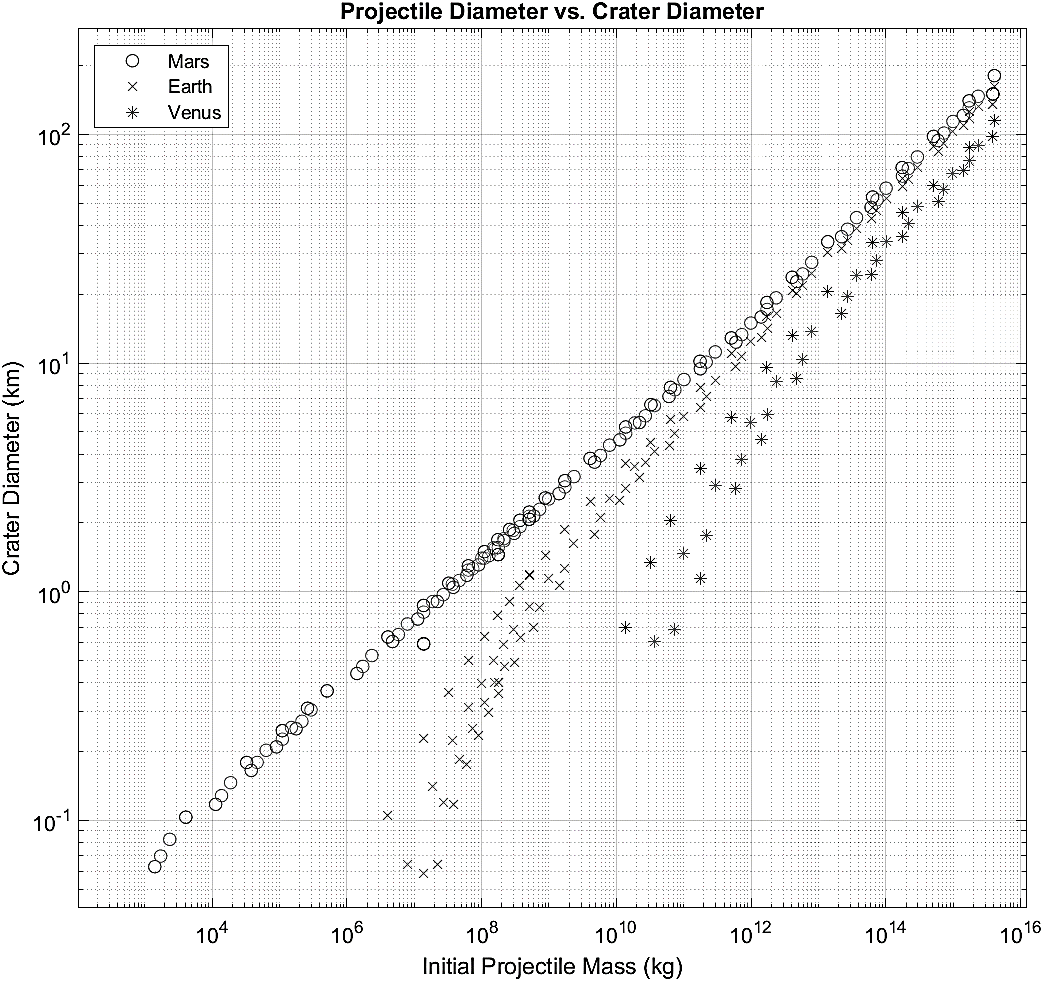 Projectile Diameter vs. Crater Diameter
Mars
Earth
Venus
10^2
10^1
10^0
10^-1
Crater Diameter (km)
10^4 10^6 10^8 10^10 10^12 10^14 10^16
Initial Projectile Mass (kg)